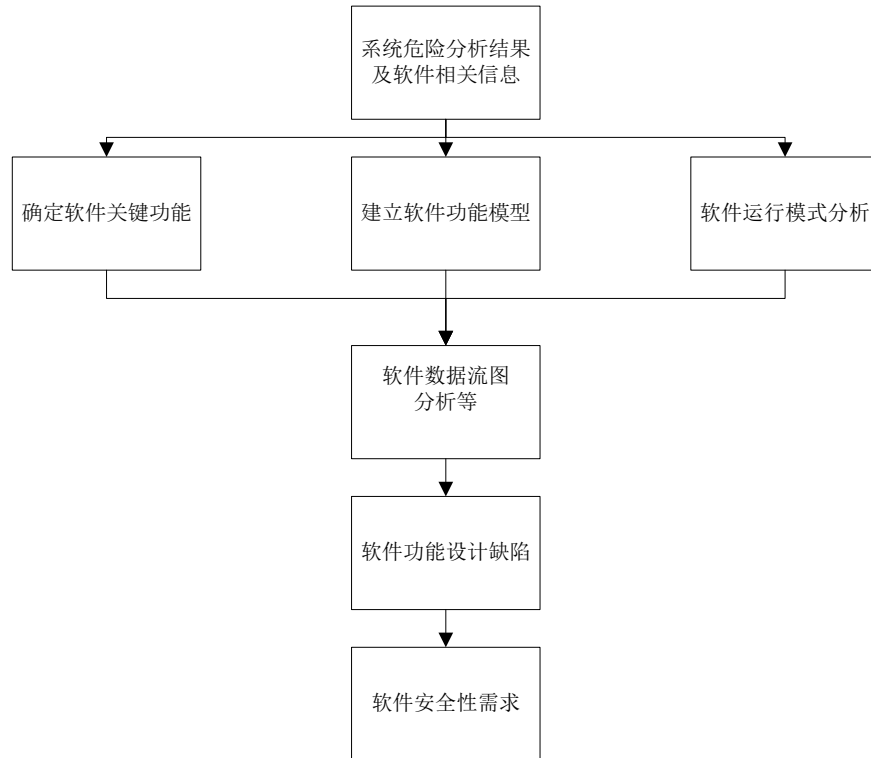 系统危险分析结果
及软件相关信息
确定软件关键功能
建立软件功能模型
软件运行模式分析
软件数据流图
分析等
软件功能设计缺陷
软件安全性需求